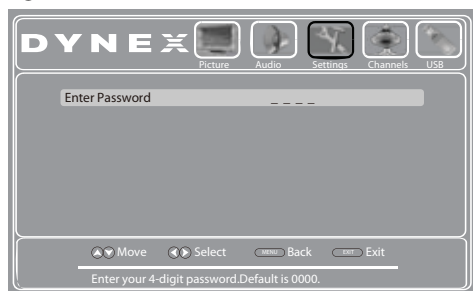 DYNEX
Picture Audio Settings Channels USB
Enter Password _ _ _ _
Move Select MENU Back EXIT Exit
Enter your 4-digit password.Default is 0000.